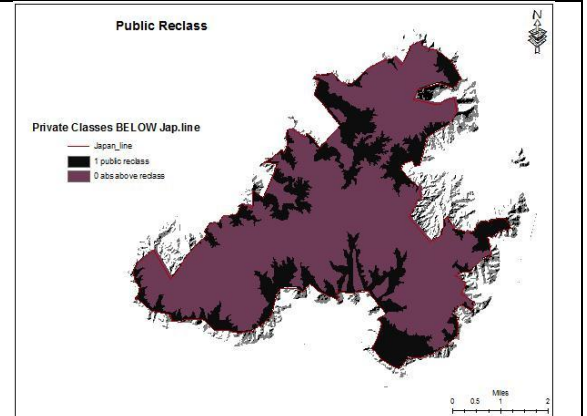 Public Reclass
N
Private Classes BELOW Jap.line
Japan_line
1 public reclass
0 abs above reclass
Miles
0 0.5 1 2